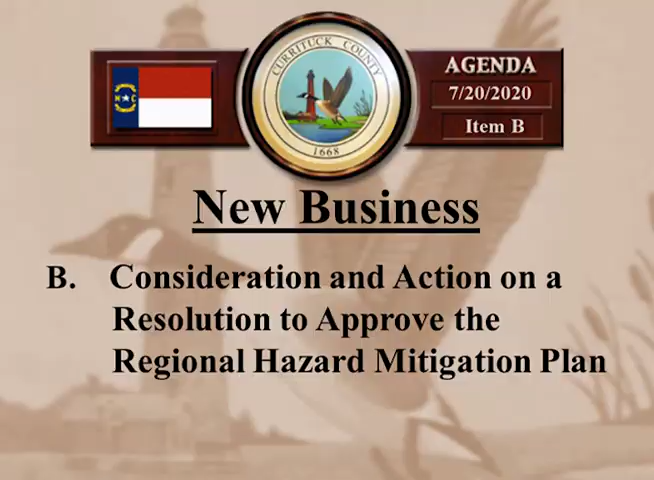 CURRITUCK COUNTY
1668
N C
AGENDA
7/20/2020
Item B
New Business
B. Consideration and Action on a
Resolution to Approve the
Regional Hazard Mitigation Plan